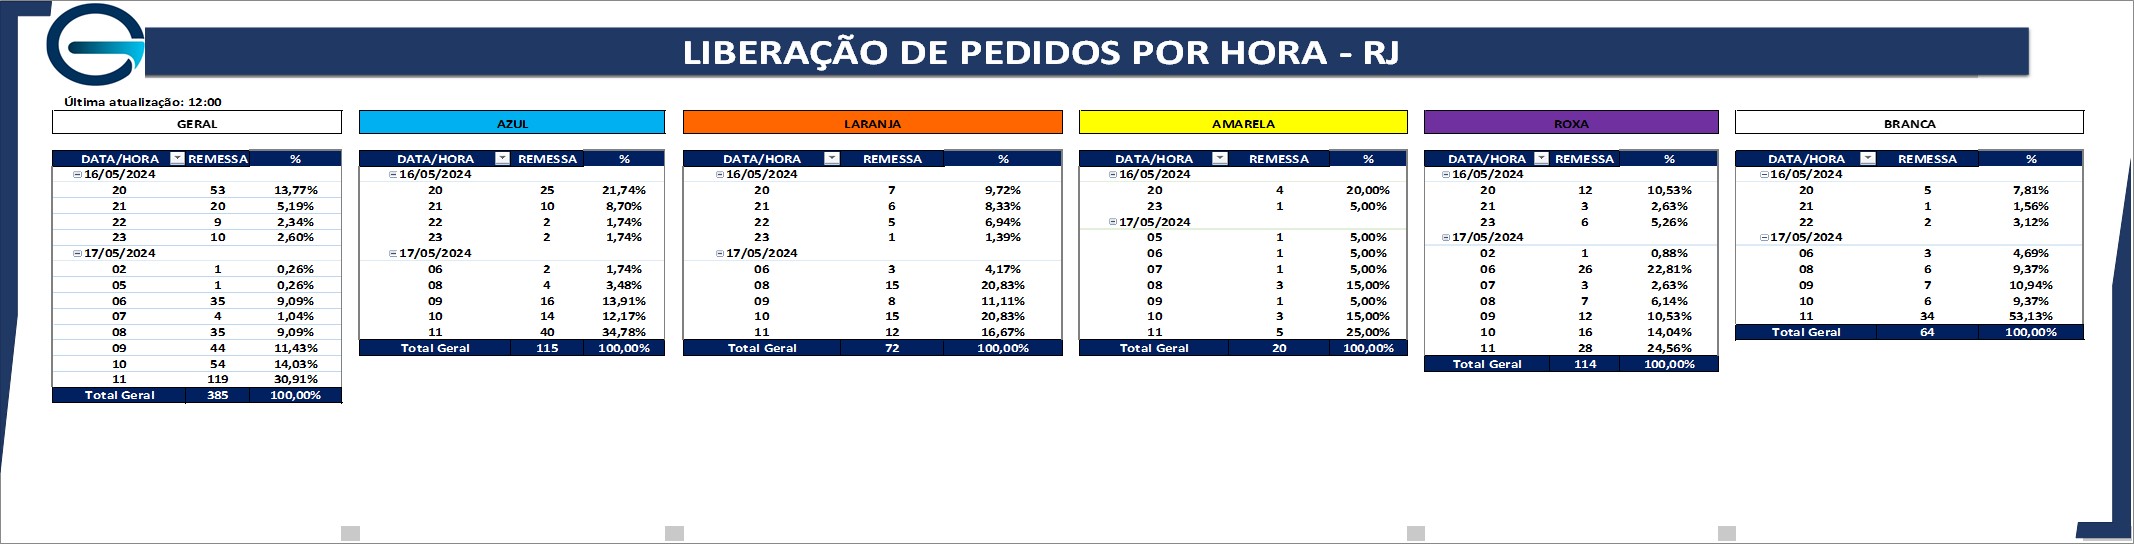 LIBERAÇÃO DE PEDIDOS POR HORA - RJ
Última atualização: 12:00
GERAL
DATA/HORA REMESSA %
16/05/2024
20 53 13,77%
21 20 5,19%
22 9 2,34%
23 10 2,60%
17/05/2024
02 1 0,26%
05 1 0,26%
06 35 9,09%
07 4 1,04%
08 35 9,09%
09 44 11,43%
10 54 14,03%
11 119 30,91%
Total Geral 385 100,00%
AZUL
DATA/HORA REMESSA %
16/05/2024
20 25 21,74%
21 10 8,70%
22 2 1,74%
23 2 1,74%
17/05/2024
06 2 1,74%
08 4 3,48%
09 16 13,91%
10 14 12,17%
11 40 34,78%
Total Geral 115 100,00%
LARANJA
DATA/HORA REMESSA %
16/05/2024
20 7 9,72%
21 6 8,33%
22 5 6,94%
23 1 1,39%
17/05/2024
06 3 4,17%
08 15 20,83%
09 8 11,11%
10 15 20,83%
11 12 16,67%
Total Geral 72 100,00%
AMARELA
DATA/HORA REMESSA %
16/05/2024
20 4 20,00%
23 1 5,00%
17/05/2024
05 1 5,00%
06 1 5,00%
07 1 5,00%
08 3 15,00%
09 1 5,00%
10 3 15,00%
11 5 25,00%
Total Geral 20 100,00%
ROXA
DATA/HORA REMESSA %
16/05/2024
20 12 10,53%
21 3 2,63%
23 6 5,26%
17/05/2024
02 1 0,88%
06 26 22,81%
07 3 2,63%
08 7 6,14%
09 12 10,53%
10 16 14,04%
11 28 24,56%
Total Geral 114 100,00%
BRANCA
DATA/HORA REMESSA %
16/05/2024
20 5 7,81%
21 1 1,56%
22 2 3,12%
17/05/2024
06 3 4,69%
08 6 9,37%
09 7 10,94%
10 6 9,37%
11 34 53,13%
Total Geral 64 100,00%